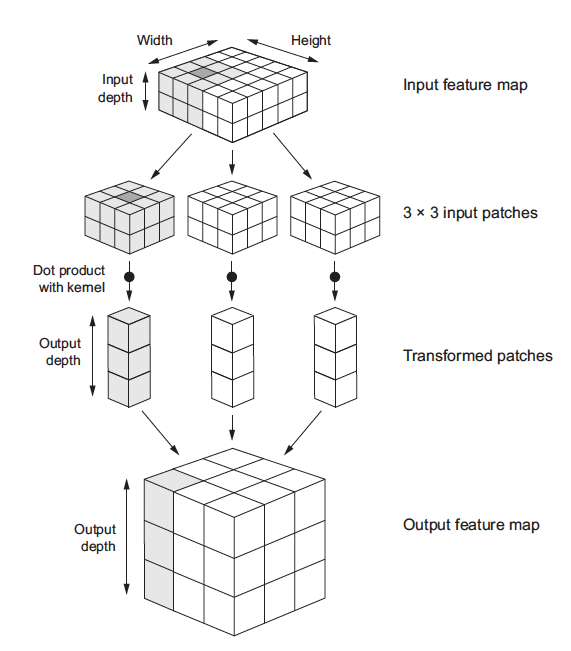 Width
Height
Input
depth
Input feature map
3 × 3 input patches
Dot product
with kernel
Output
depth
Transformed patches
Output
depth
Output feature map